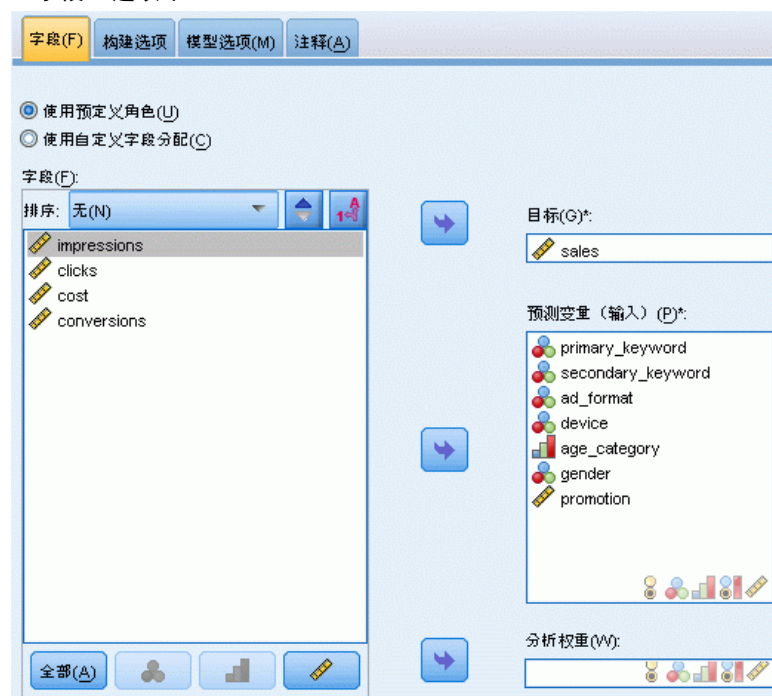 字段(F) 构建选项 模型选项(M) 注释(A)
使用预定义角色(U)
使用自定义字段分配(C)
字段(F):
排序: 无(N)
impressions
clicks
cost
conversions
全部(A)
目标(G)*:
sales
预测变量（输入）(P)*:
primary_keyword
secondary_keyword
ad_format
device
age_category
gender
promotion
分析权重(W):